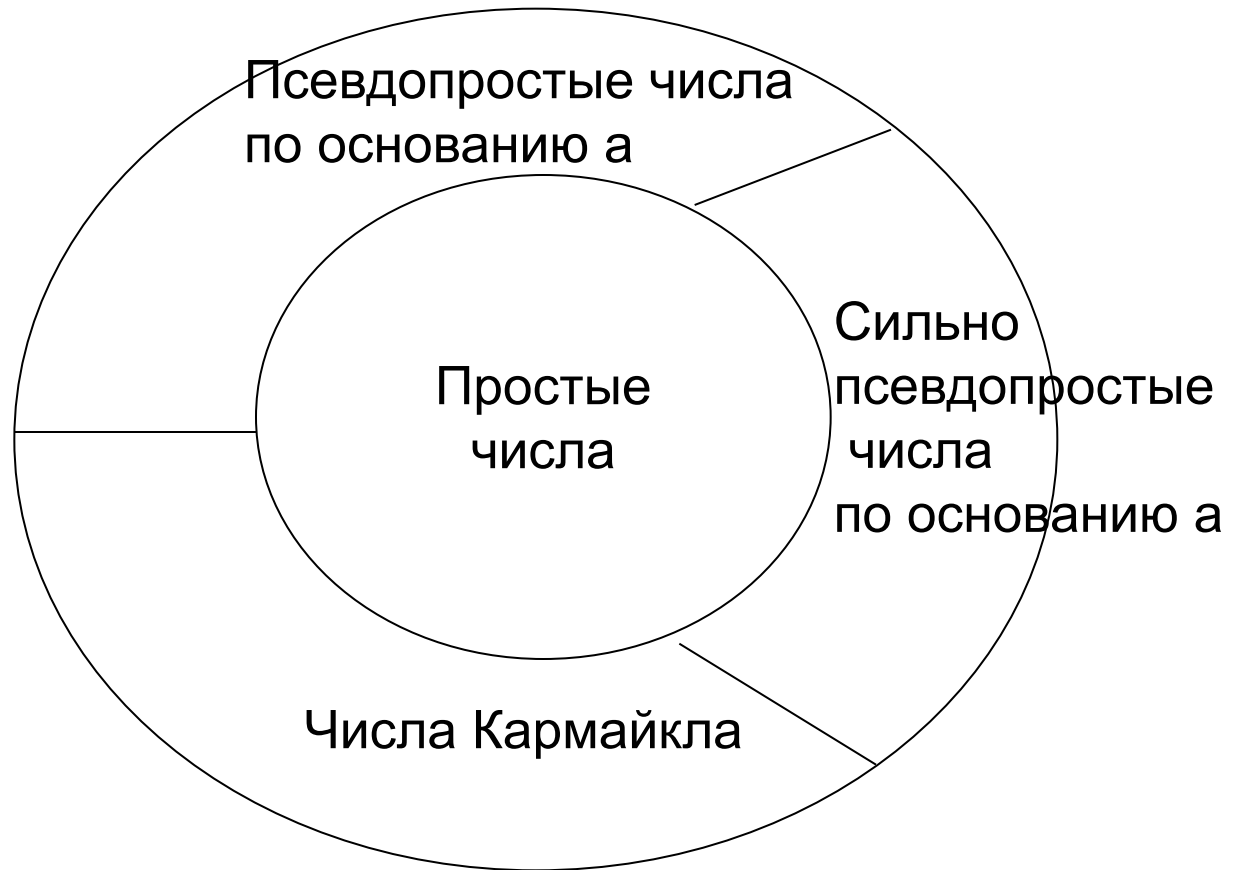 Псевдопростые числа
по основанию а
Простые
числа
Сильно
псевдопростые
числа
по основанию а
Числа Кармайкла